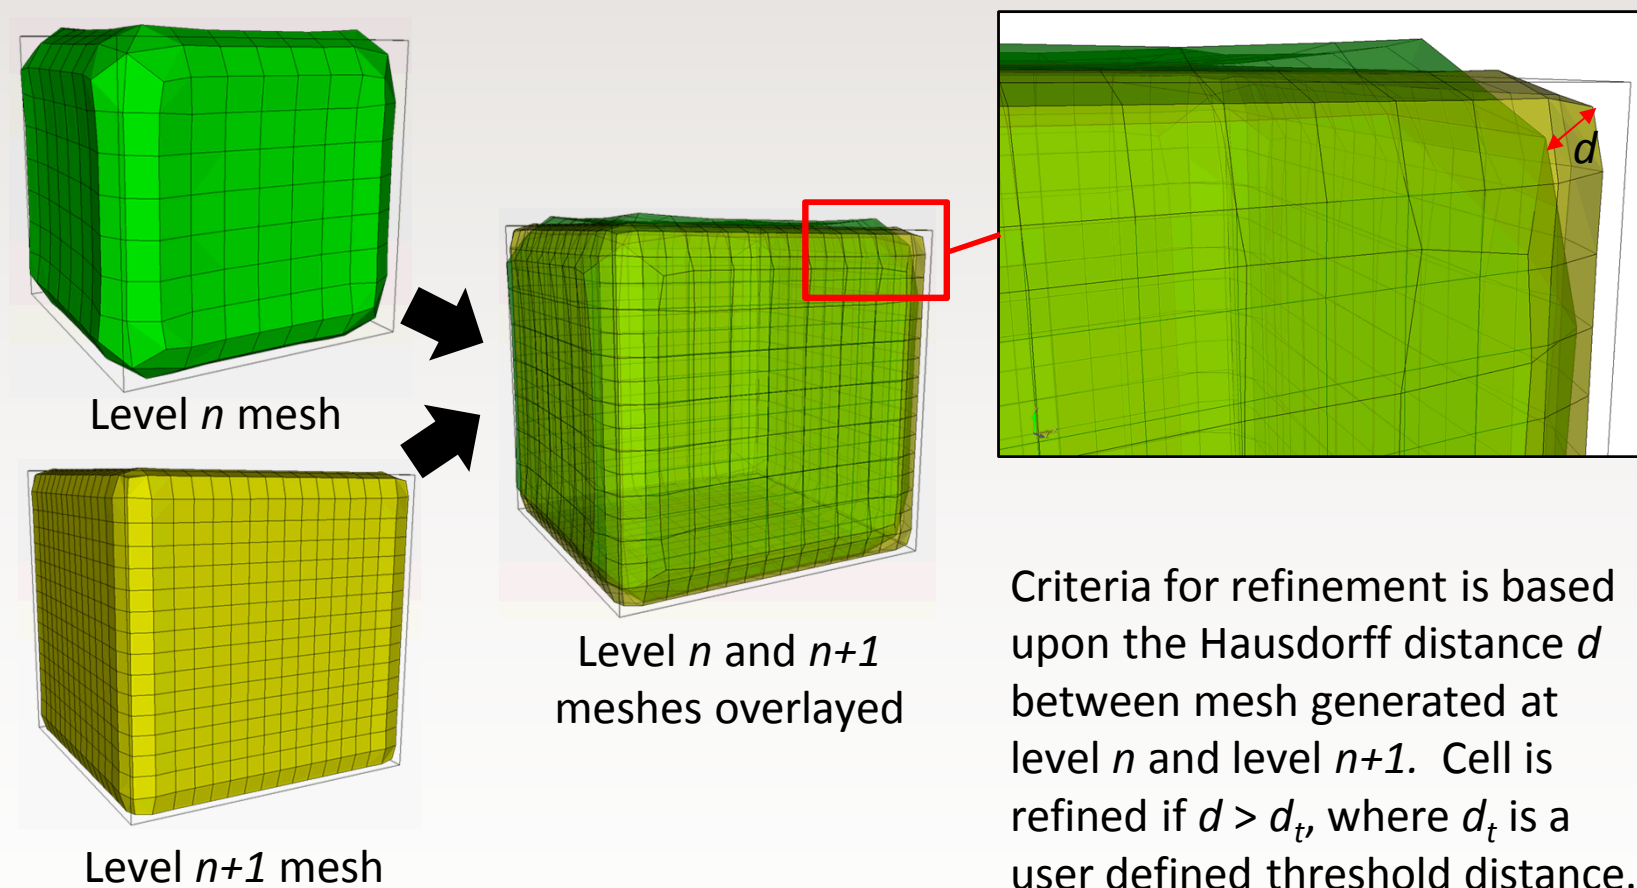 d
Level n mesh
Level n+1 mesh
Level n and n+1
meshes overlayed
Criteria for refinement is based
upon the Hausdorff distance d
between mesh generated at
level n and level n+1. Cell is
refined if d > dₜ, where dₜ is a
user defined threshold distance.